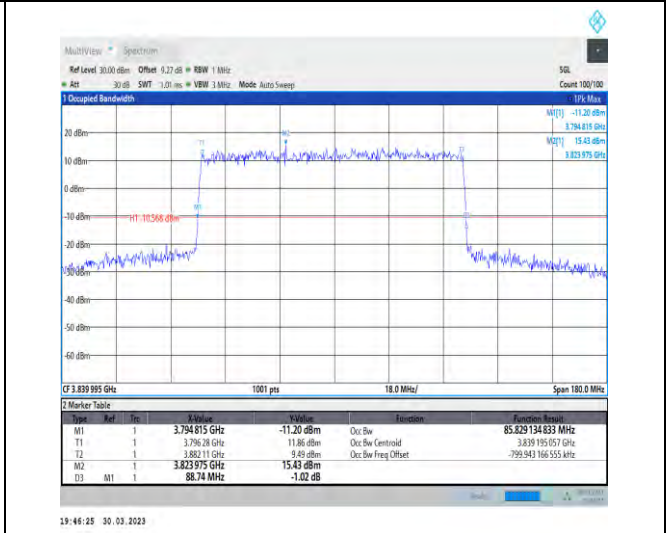 MultiView Spectrum
Ref Level 30.00 dBm Offset 9.27 dB RBW 1 MHz SGL
Att 30 dB SWT 1.01 ms VBW 3 MHz Mode Auto Sweep Count 100/100
1 Occupied Bandwidth 1Pk Max
M1[1] -11.20 dBm
3.794 815 GHz
M2[1] 15.43 dBm
3.823 975 GHz
20 dBm
M2
T1
10 dBm
0 dBm
M1
-10 dBm
H1 -10.568 dBm
-20 dBm
-30 dBm
-40 dBm
-50 dBm
-60 dBm
CF 3.839 995 GHz 1001 pts 18.0 MHz/ Span 180.0 MHz
2 Marker Table
Type Ref Trc X-Value Y-Value Function Function Result
M1 1 3.794 815 GHz -11.20 dBm Occ Bw 85.829 134 833 MHz
T1 1 3.796 28 GHz 11.86 dBm Occ Bw Centroid 3.839 195 057 GHz
T2 1 3.882 11 GHz 9.49 dBm Occ Bw Freq Offset -799.943 166 555 kHz
M2 1 3.823 975 GHz 15.43 dBm
D3 M1 1 88.74 MHz -1.02 dB
19:46:25 30.03.2023